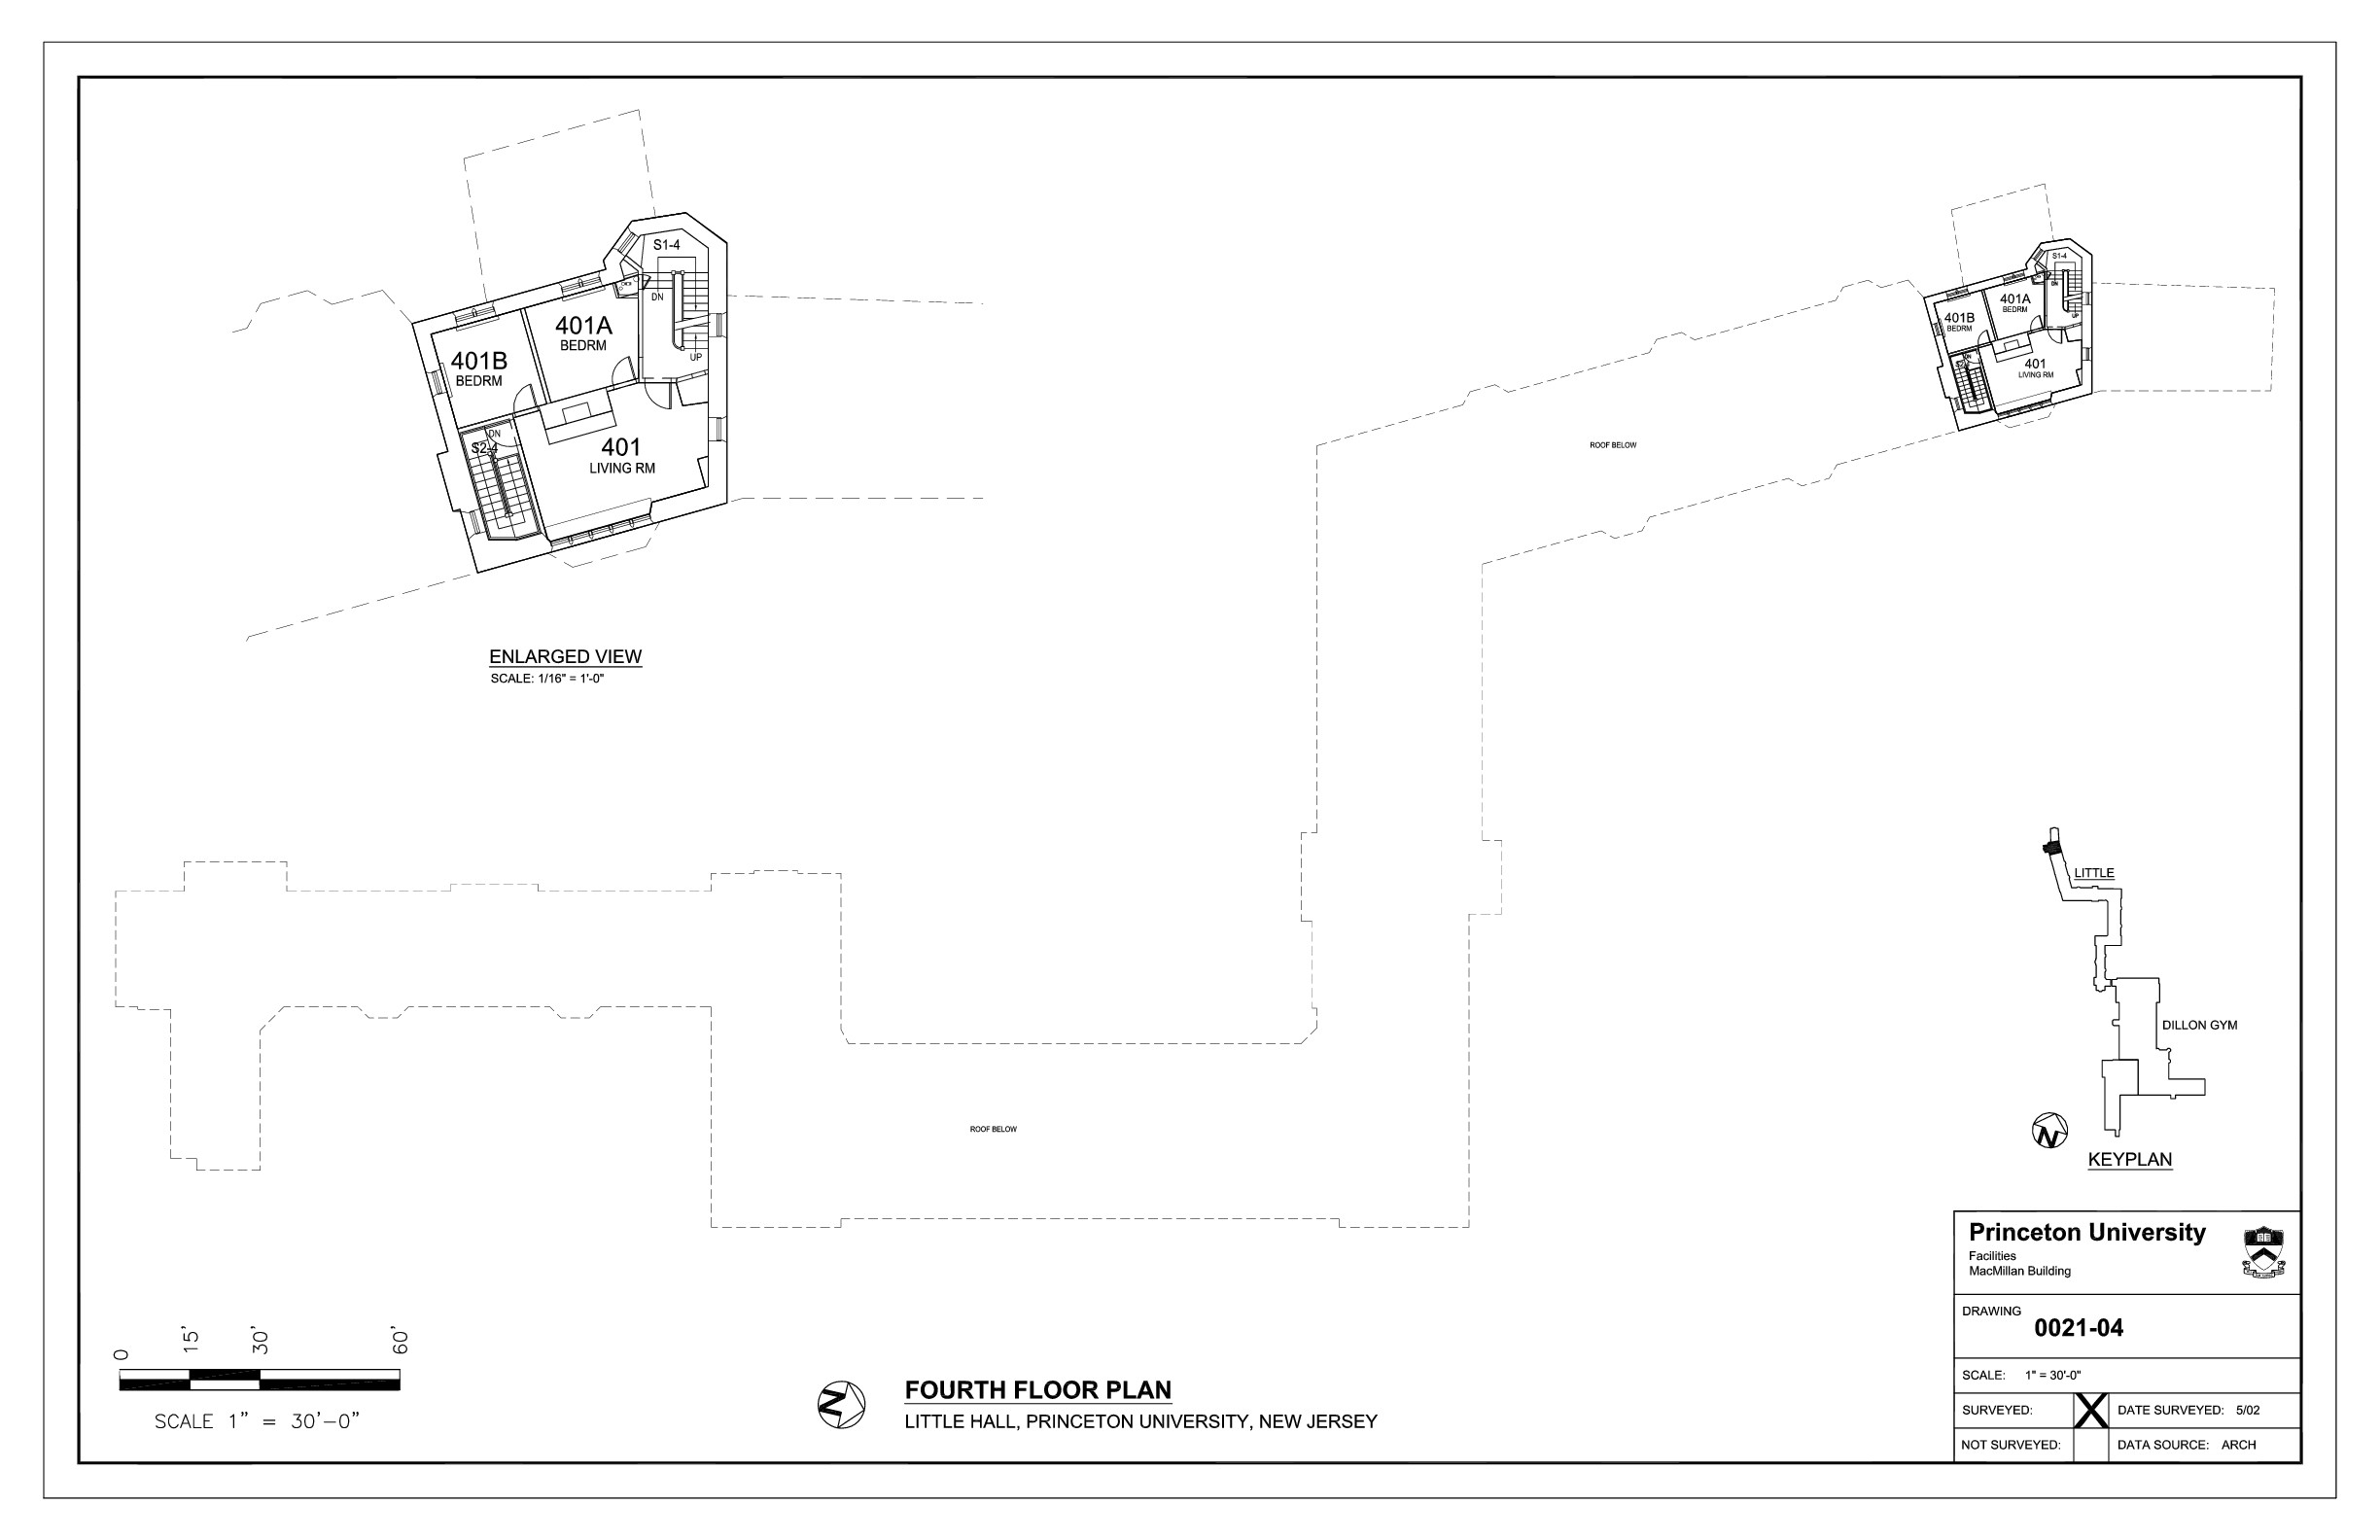 S1-4
DN
401A
BEDRM
401B
BEDRM
UP
DN
S2-4
401
LIVING RM
ENLARGED VIEW
SCALE: 1/16" = 1'-0"
S1-4
DN
401A
BEDRM
401B
BEDRM
UP
DN
401
LIVING RM
ROOF BELOW
ROOF BELOW
LITTLE
DILLON GYM
N
KEYPLAN
0
15'
30'
60'
SCALE 1" = 30'-0"
N
FOURTH FLOOR PLAN
LITTLE HALL, PRINCETON UNIVERSITY, NEW JERSEY
Princeton University
Facilities
MacMillan Building
DRAWING
0021-04
SCALE: 1" = 30'-0"
SURVEYED: X DATE SURVEYED: 5/02
NOT SURVEYED: DATA SOURCE: ARCH